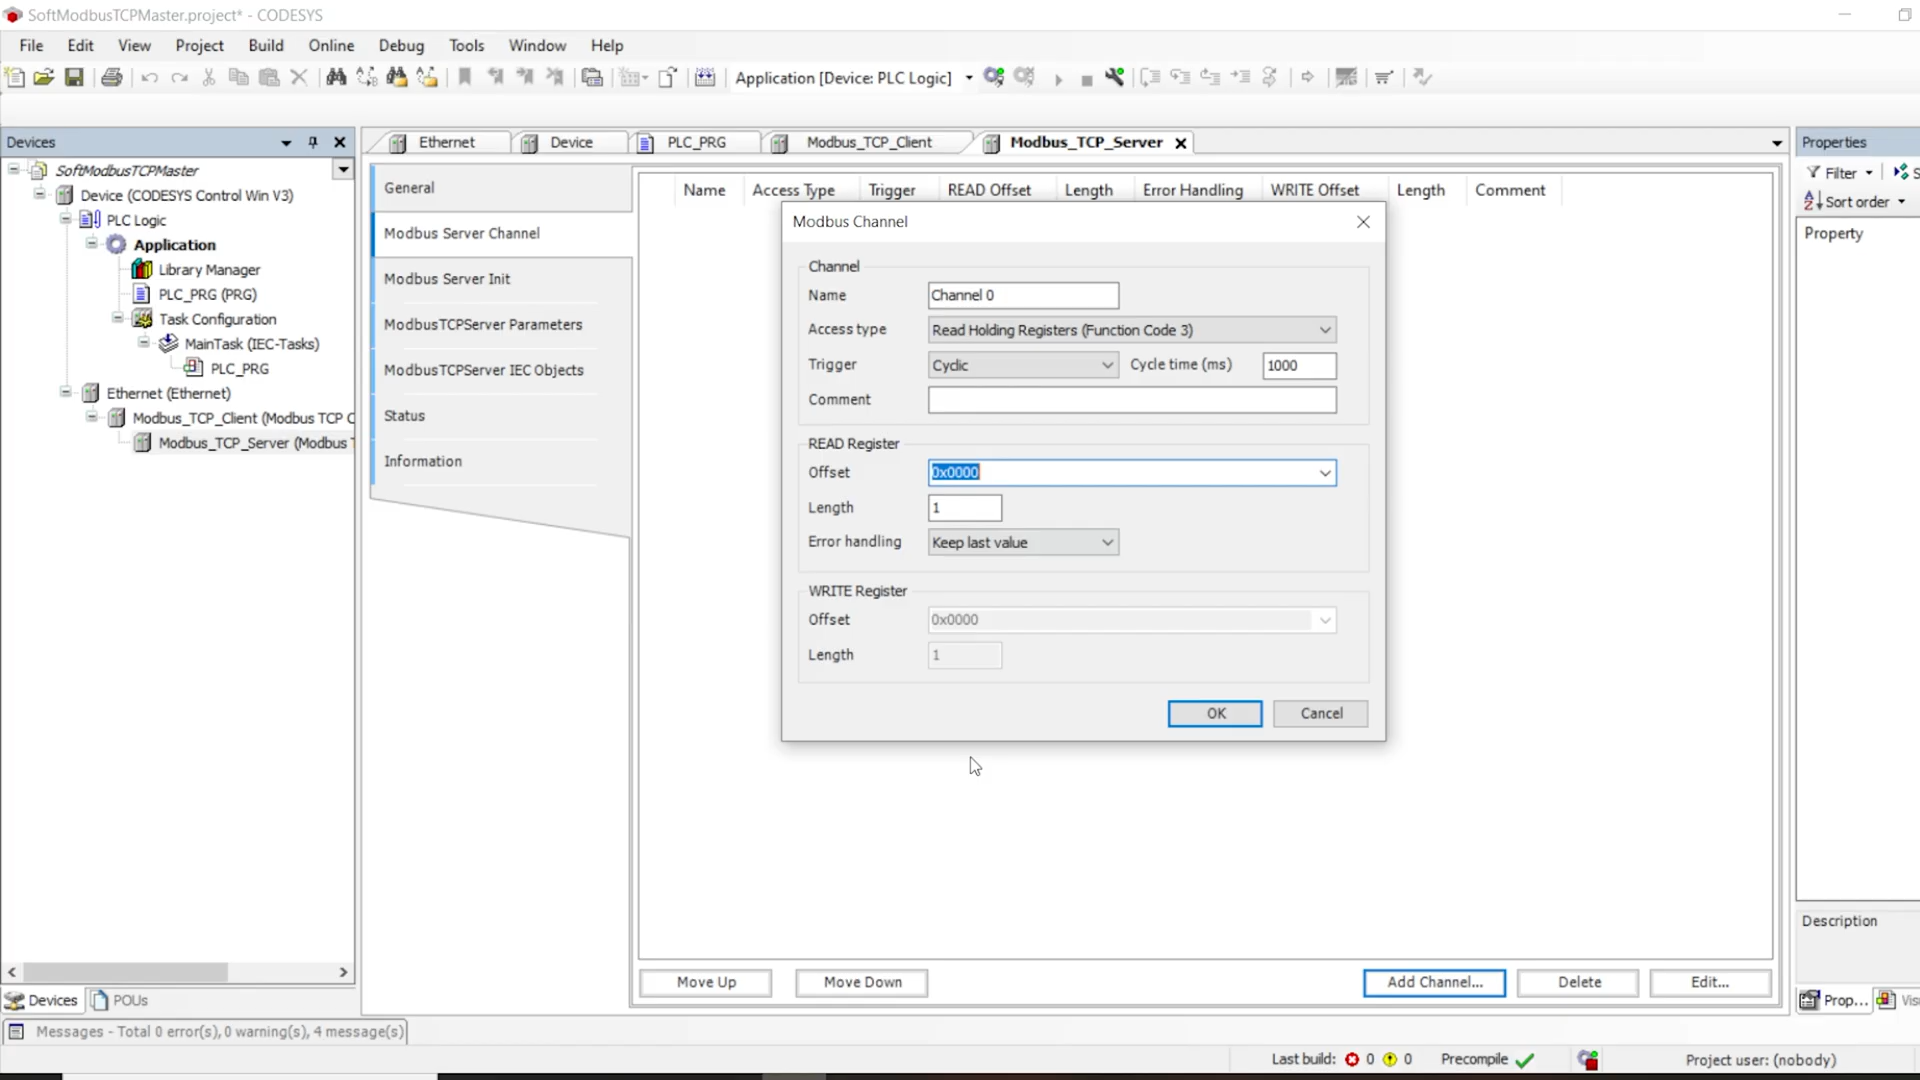 SoftModbusTCPMaster.project* - CODESYS
File Edit View Project Build Online Debug Tools Window Help
Application [Device: PLC Logic]
Devices
SoftModbusTCPMaster
Device (CODESYS Control Win V3)
PLC Logic
Application
Library Manager
PLC_PRG (PRG)
Task Configuration
MainTask (IEC-Tasks)
PLC_PRG
Ethernet (Ethernet)
Modbus_TCP_Client (Modbus TCP C
Modbus_TCP_Server (Modbus T
Devices POUs
Ethernet Device PLC_PRG Modbus_TCP_Client Modbus_TCP_Server
General
Modbus Server Channel
Modbus Server Init
ModbusTCPServer Parameters
ModbusTCPServer IEC Objects
Status
Information
Name Access Type Trigger READ Offset Length Error Handling WRITE Offset Length Comment
Modbus Channel
Channel
Name Channel 0
Access type Read Holding Registers (Function Code 3)
Trigger Cyclic Cycle time (ms) 1000
Comment
READ Register
Offset 0x0000
Length 1
Error handling Keep last value
WRITE Register
Offset 0x0000
Length 1
OK Cancel
Move Up Move Down Add Channel... Delete Edit...
Properties
Filter S
Sort order
Property
Description
Prop... Vis
Messages - Total 0 error(s), 0 warning(s), 4 message(s)
Last build: 0 0 Precompile Project user: (nobody)